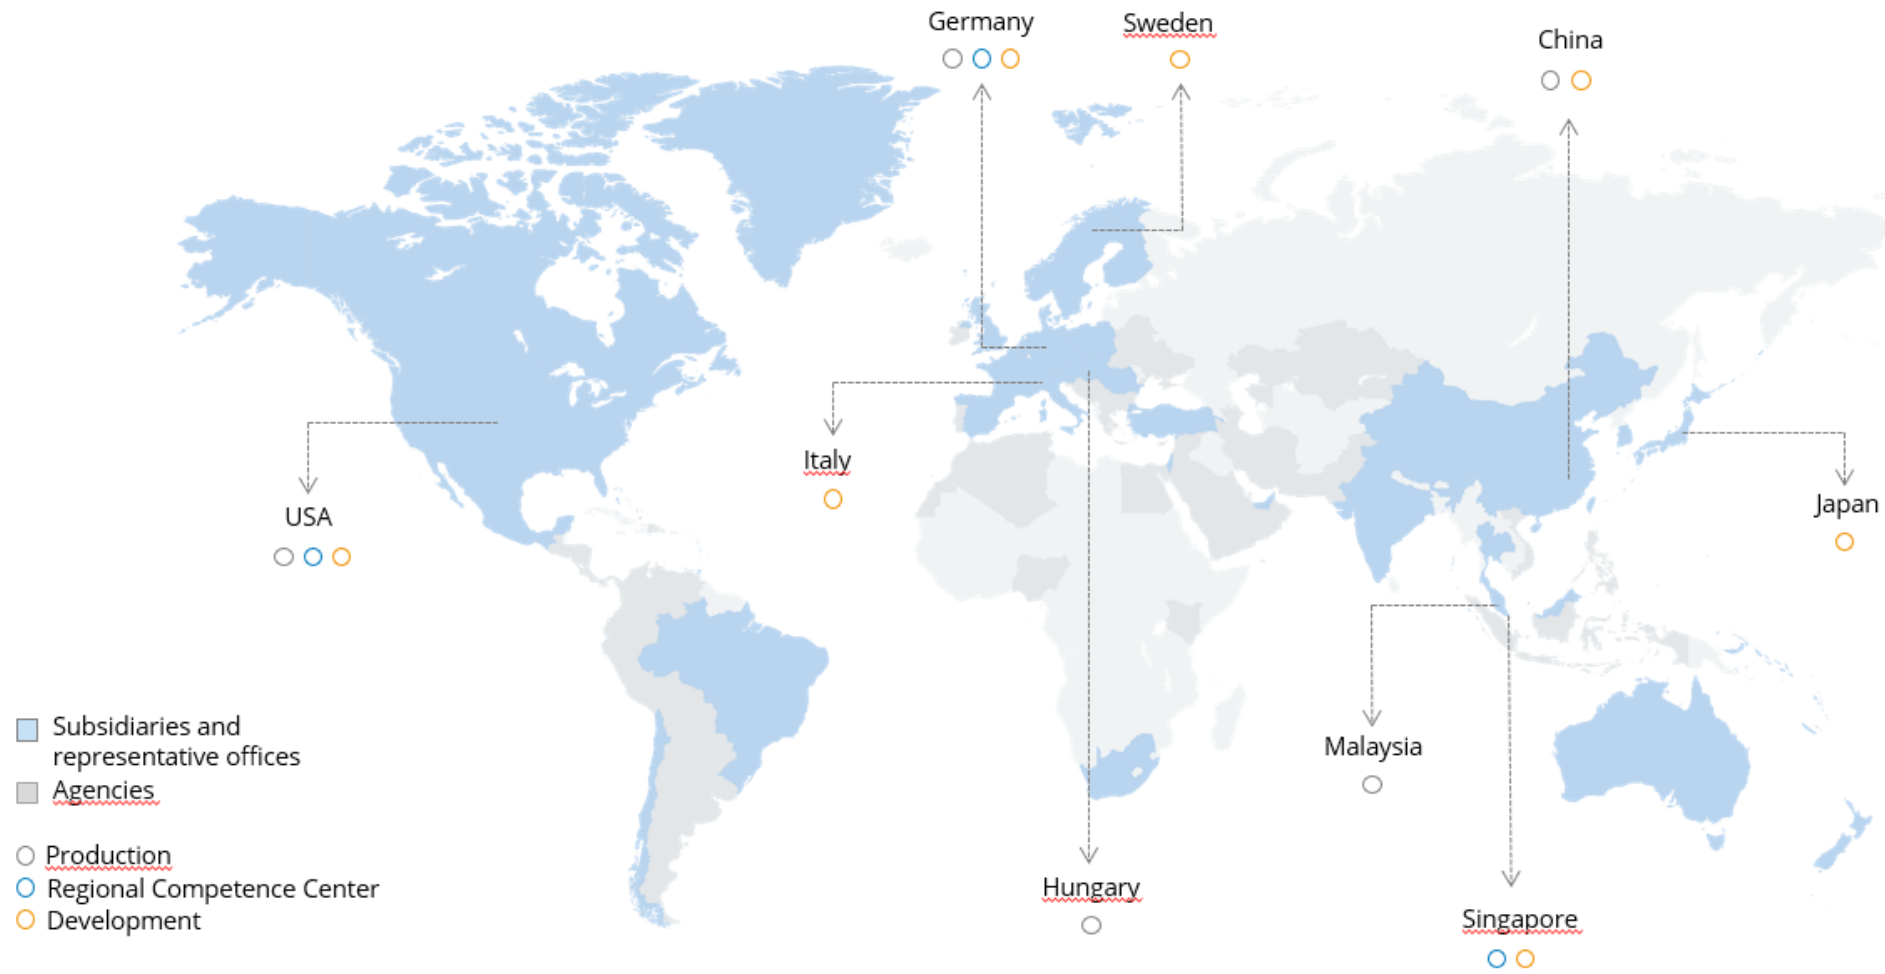 Germany
Sweden
China
Italy
USA
Japan
Subsidiaries and
representative offices
Agencies
Malaysia
Production
Regional Competence Center
Development
Hungary
Singapore